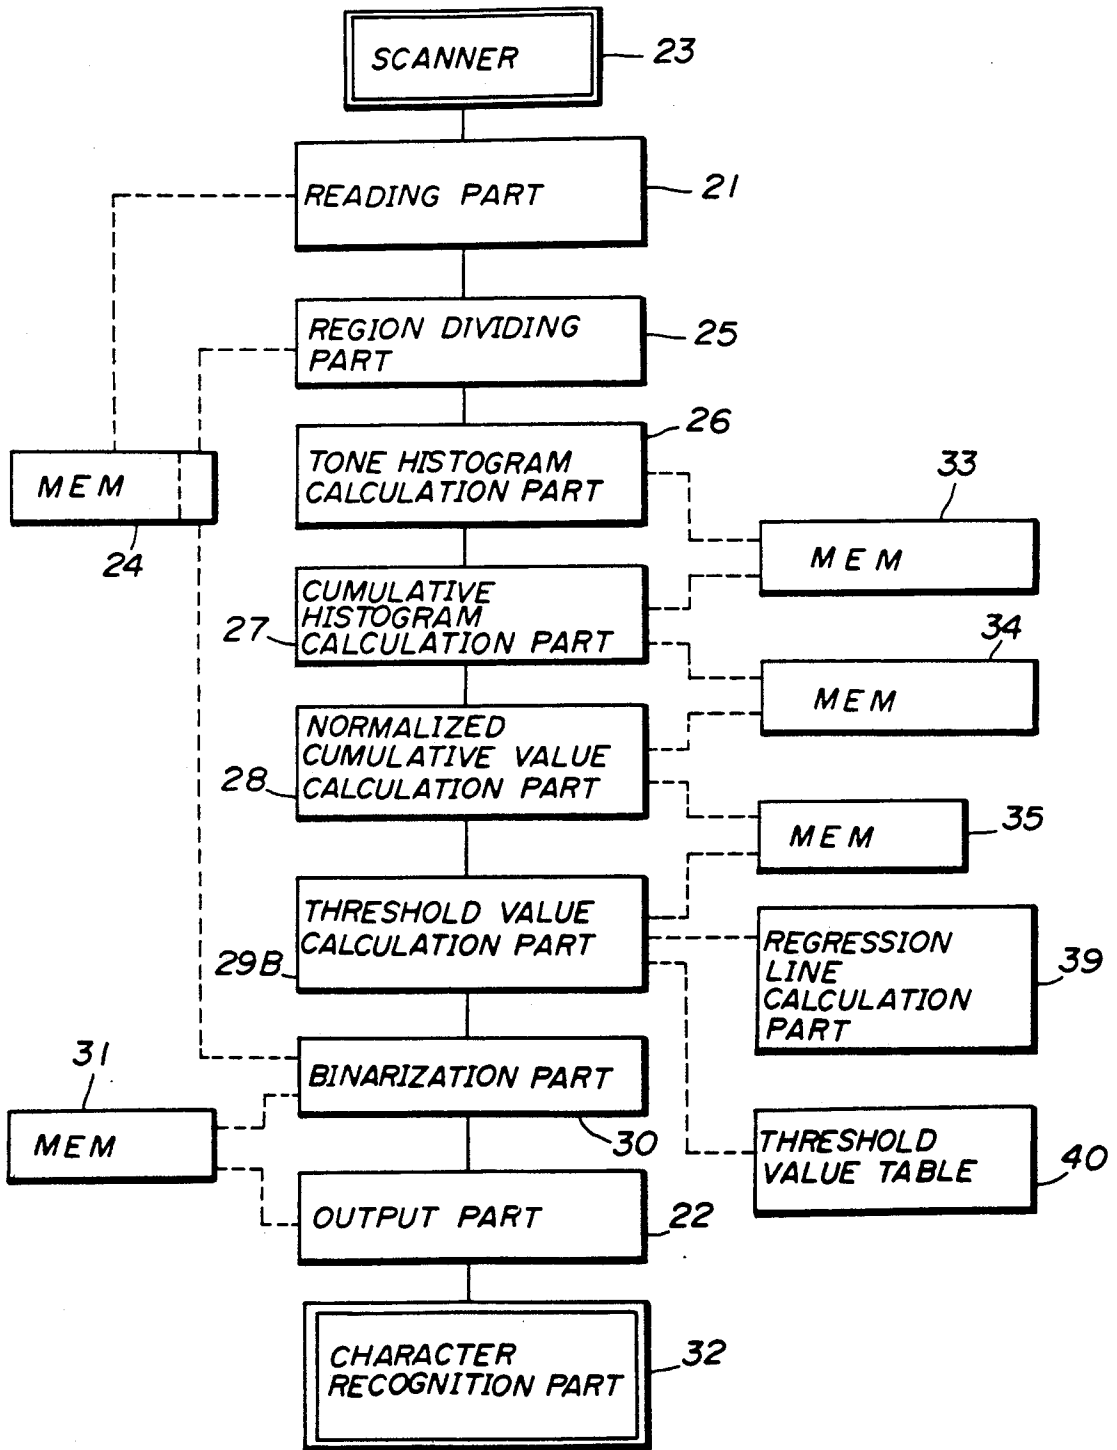 SCANNER
23
READING PART
21
REGION DIVIDING
PART
25
26
TONE HISTOGRAM
CALCULATION PART
MEM
24
33
MEM
CUMULATIVE
HISTOGRAM
CALCULATION PART
27
34
MEM
NORMALIZED
CUMULATIVE VALUE
CALCULATION PART
28
MEM
35
THRESHOLD VALUE
CALCULATION PART
29B
REGRESSION
LINE
CALCULATION
PART
39
BINARIZATION PART
30
31
MEM
THRESHOLD
VALUE TABLE
40
OUTPUT PART
22
CHARACTER
RECOGNITION PART
32